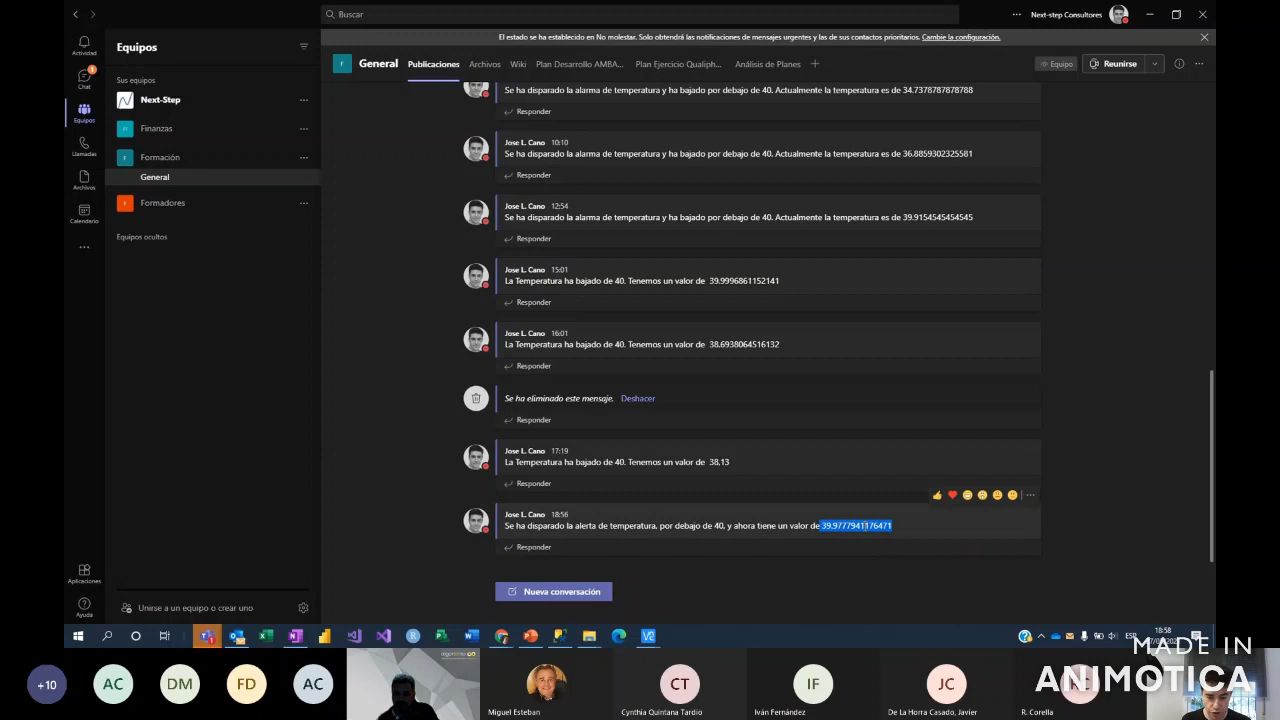 Buscar
Next-step Consultores
El estado se ha establecido en No molestar. Solo obtendrá las notificaciones de mensajes urgentes y las de sus contactos prioritarios. Cambie la configuración.
Actividad
Chat
Equipos
Llamadas
Archivos
Calendario
Aplicaciones
Ayuda
Equipos
Sus equipos
Next-Step
Finanzas
Formación
General
Formadores
Equipos ocultos
Unirse a un equipo o crear uno
F General Publicaciones Archivos Wiki Plan Desarrollo AMBA... Plan Ejercicio Qualiph... Análisis de Planes
Equipo Reunirse
Se ha disparado la alarma de temperatura y ha bajado por debajo de 40. Actualmente la temperatura es de 34.7378787878788
Responder
Jose L. Cano 10:10
Se ha disparado la alarma de temperatura y ha bajado por debajo de 40. Actualmente la temperatura es de 36.8859302325581
Responder
Jose L. Cano 12:54
Se ha disparado la alarma de temperatura y ha bajado por debajo de 40. Actualmente la temperatura es de 39.9154545454545
Responder
Jose L. Cano 15:01
La Temperatura ha bajado de 40. Tenemos un valor de 39.9996861152141
Responder
Jose L. Cano 16:01
La Temperatura ha bajado de 40. Tenemos un valor de 38.6938064516132
Responder
Se ha eliminado este mensaje. Deshacer
Responder
Jose L. Cano 17:19
La Temperatura ha bajado de 40. Tenemos un valor de 38,13
Responder
Jose L. Cano 18:56
Se ha disparado la alerta de temperatura, por debajo de 40, y ahora tiene un valor de 39.9777941176471
Responder
Nueva conversación
ESP
18:58
MADE IN
ANIMOTICA
+10
AC
DM
FD
AC
Miguel Esteban
CT
Cynthia Quintana Tardio
IF
Iván Fernández
JC
De La Horra Casado, Javier
RC
R. Corella